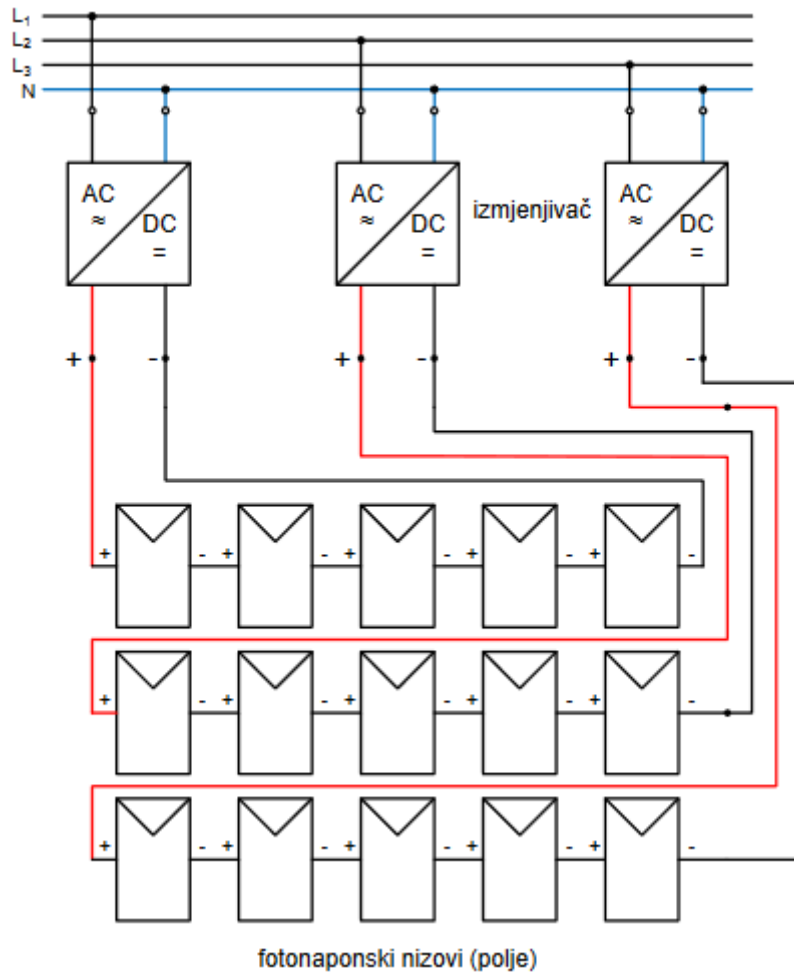 L₁
L₂
L₃
N
AC
≈
DC
=
AC
≈
DC
=
izmjenjivač
AC
≈
DC
=
+ - + - + -
+ - + - + - + - + -
+ - + - + - + - + -
+ - + - + - + - + -
fotonaponski nizovi (polje)